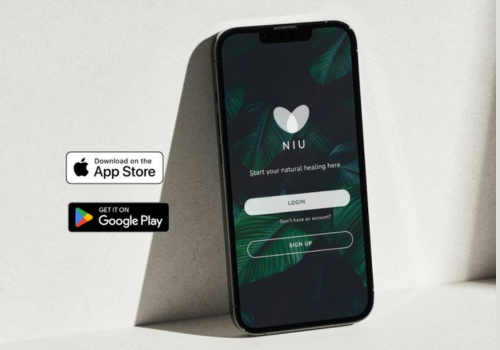 Download on the
App Store
GET IT ON
Google Play
NIU
Start your natural healing here
LOGIN
Don't have an account?
SIGN UP